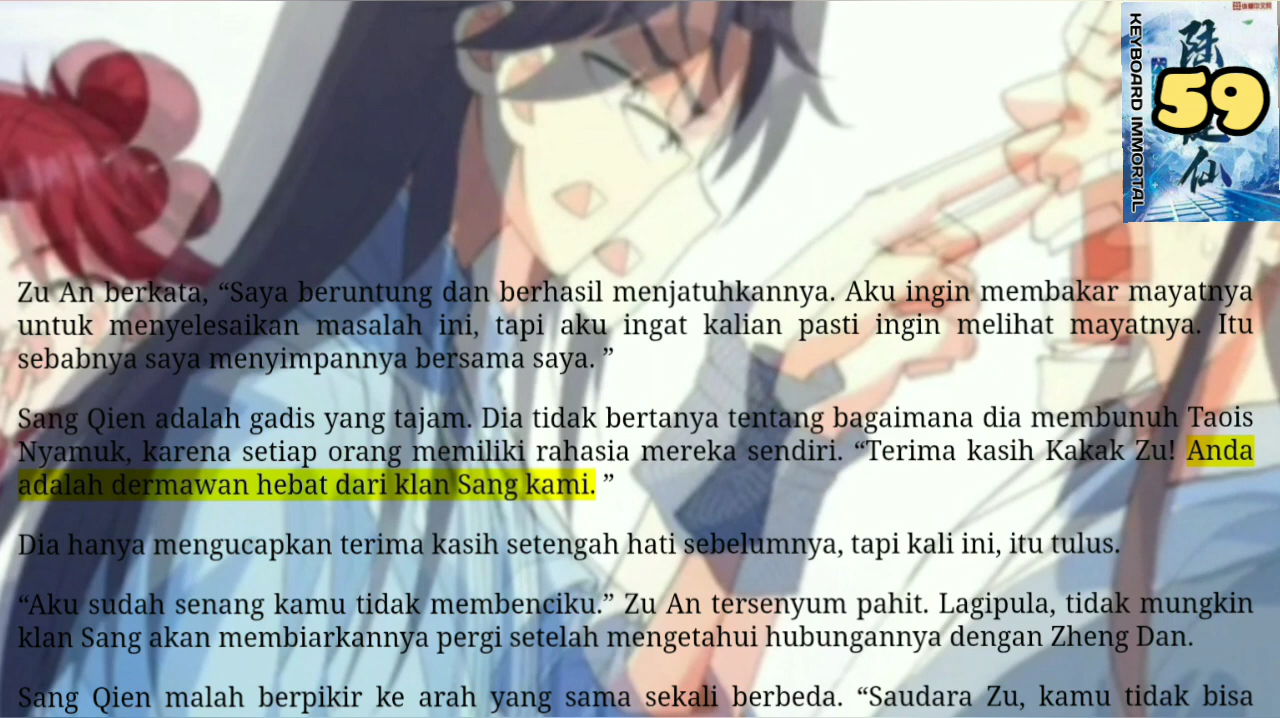 KEYBOARD IMMORTAL
59
仙
Zu An berkata, “Saya beruntung dan berhasil menjatuhkannya. Aku ingin membakar mayatnya
untuk menyelesaikan masalah ini, tapi aku ingat kalian pasti ingin melihat mayatnya. Itu
sebabnya saya menyimpannya bersama saya. ”
Sang Qien adalah gadis yang tajam. Dia tidak bertanya tentang bagaimana dia membunuh Taois
Nyamuk, karena setiap orang memiliki rahasia mereka sendiri. “Terima kasih Kakak Zu! Anda
adalah dermawan hebat dari klan Sang kami. ”
Dia hanya mengucapkan terima kasih setengah hati sebelumnya, tapi kali ini, itu tulus.
“Aku sudah senang kamu tidak membenciku.” Zu An tersenyum pahit. Lagipula, tidak mungkin
klan Sang akan membiarkannya pergi setelah mengetahui hubungannya dengan Zheng Dan.
Sang Qien malah berpikir ke arah yang sama sekali berbeda. “Saudara Zu, kamu tidak bisa